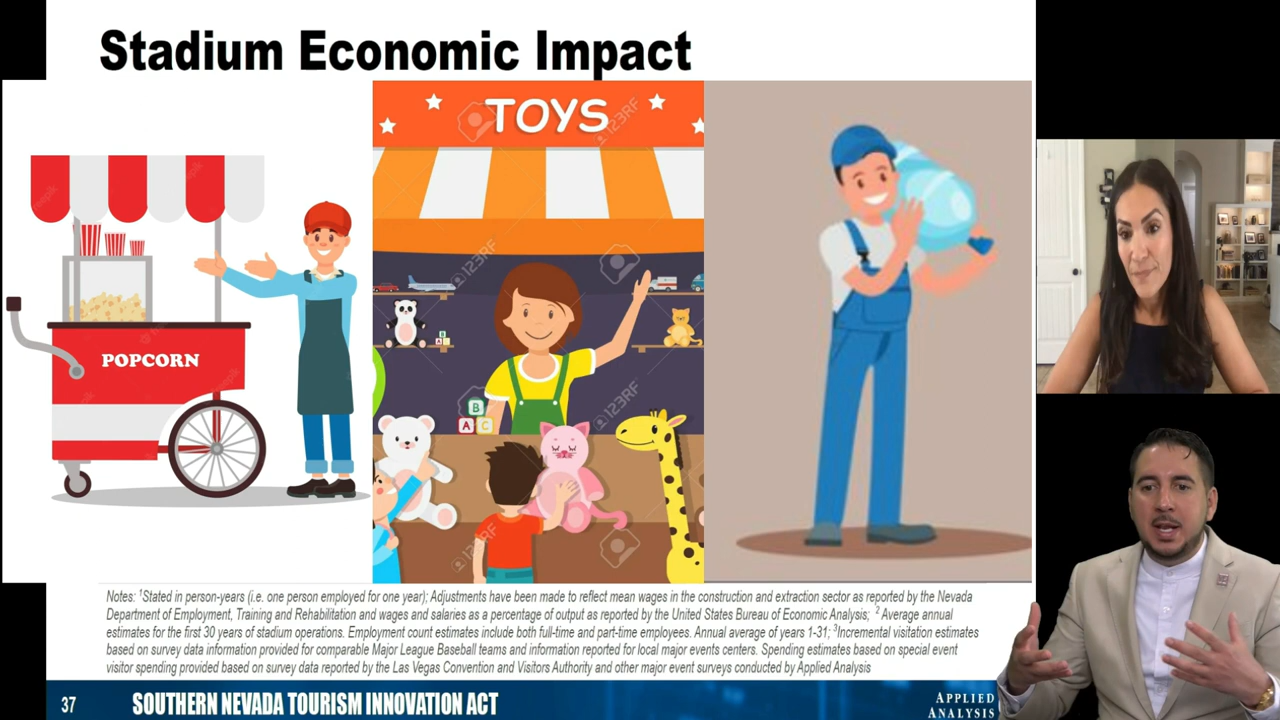 Stadium Economic Impact
TOYS
123RF
123RF
123RF
123RF
123RF
POPCORN
B
A C
Notes: ¹Stated in person-years (i.e. one person employed for one year); Adjustments have been made to reflect mean wages in the construction and extraction sector as reported by the Nevada
Department of Employment, Training and Rehabilitation and wages and salaries as a percentage of output as reported by the United States Bureau of Economic Analysis; ² Average annual
estimates for the first 30 years of stadium operations. Employment count estimates include both full-time and part-time employees. Annual average of years 1-31; ³Incremental visitation estimates
based on survey data information provided for comparable Major League Baseball teams and information reported for local major events centers. Spending estimates based on special event
visitor spending provided based on survey data reported by the Las Vegas Convention and Visitors Authority and other major event surveys conducted by Applied Analysis
37 SOUTHERN NEVADA TOURISM INNOVATION ACT
APPLIED
ANALYSIS